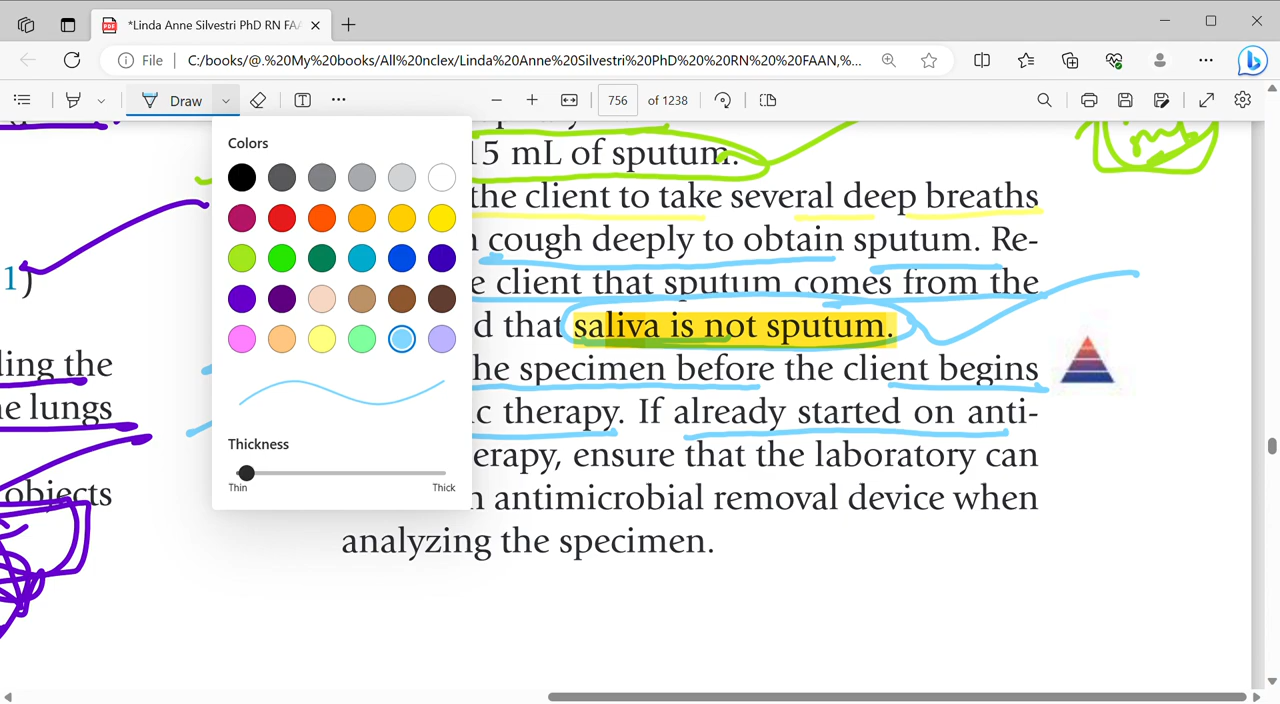 *Linda Anne Silvestri PhD RN FAA
File
C:/books/@.%20My%20books/All%20nclex/Linda%20Anne%20Silvestri%20PhD%20%20RN%20%20FAAN,%...
Draw
756 of 1238
Colors
Thickness
Thin
Thick
1)
ding the
e lungs
objects
15 mL of sputum.
the client to take several deep breaths
cough deeply to obtain sputum. Re-
e client that sputum comes from the
d that saliva is not sputum.
he specimen before the client begins
ic therapy. If already started on anti-
erapy, ensure that the laboratory can
n antimicrobial removal device when
analyzing the specimen.